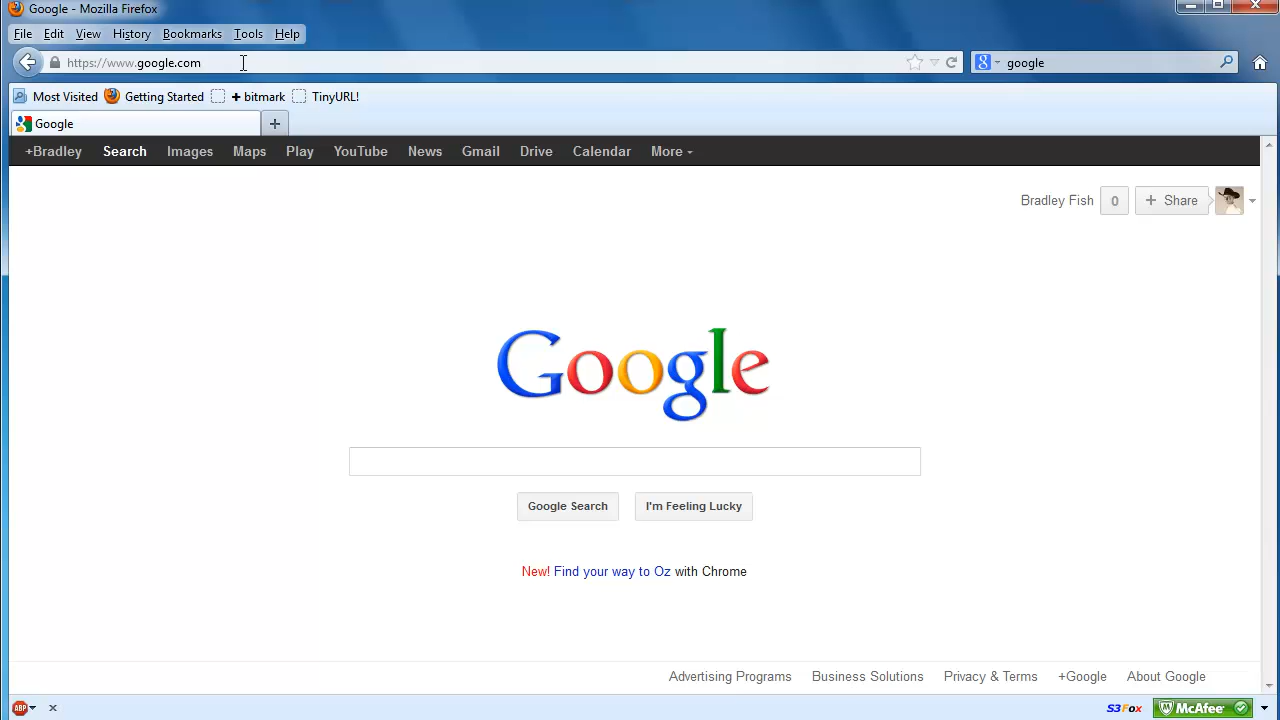 Google - Mozilla Firefox
File Edit View History Bookmarks Tools Help
https://www.google.com google
Most Visited Getting Started + bitmark TinyURL!
Google
+Bradley Search Images Maps Play YouTube News Gmail Drive Calendar More
Bradley Fish 0 + Share
Google
Google Search I'm Feeling Lucky
New! Find your way to Oz with Chrome
Advertising Programs Business Solutions Privacy & Terms +Google About Google
ABP S3Fox McAfee